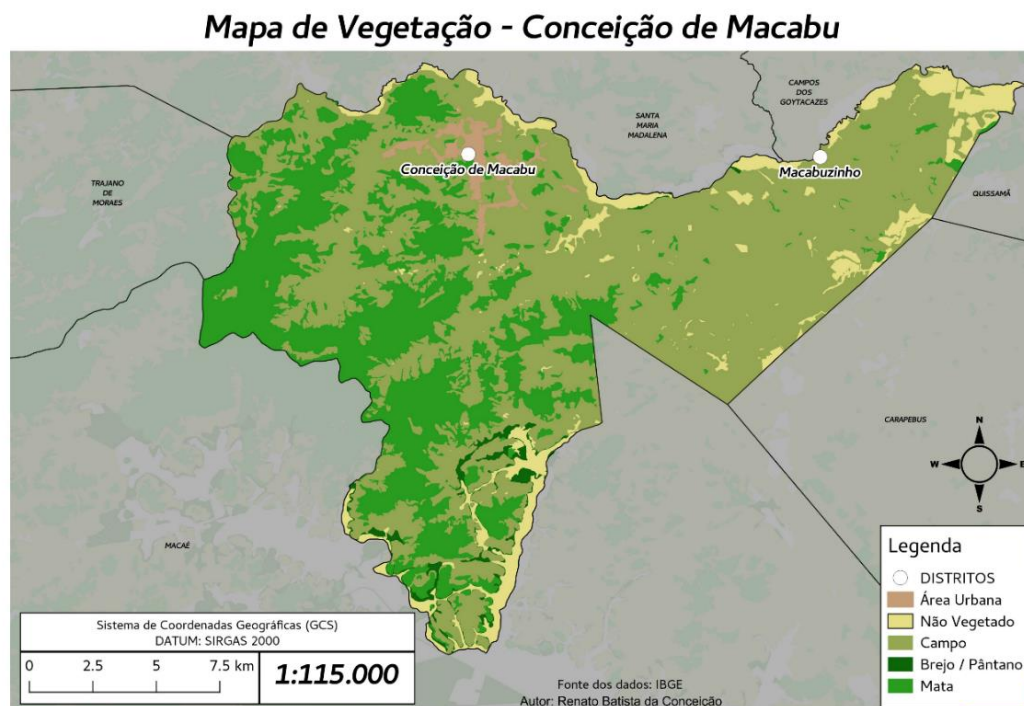 Mapa de Vegetação - Conceição de Macabu
CAMPOS
DOS
GOYTACAZES
SANTA
MARIA
MADALENA
Conceição de Macabu
Macabuzinho
TRAJANO
DE
MORAES
QUISSAMÃ
CARAPEBUS
N
W
E
S
MACAÉ
Legenda
DISTRITOS
Área Urbana
Não Vegetado
Campo
Brejo / Pântano
Mata
Sistema de Coordenadas Geográficas (GCS)
DATUM: SIRGAS 2000
0 2.5 5 7.5 km
1:115.000
Fonte dos dados: IBGE
Autor: Renato Batista da Conceição